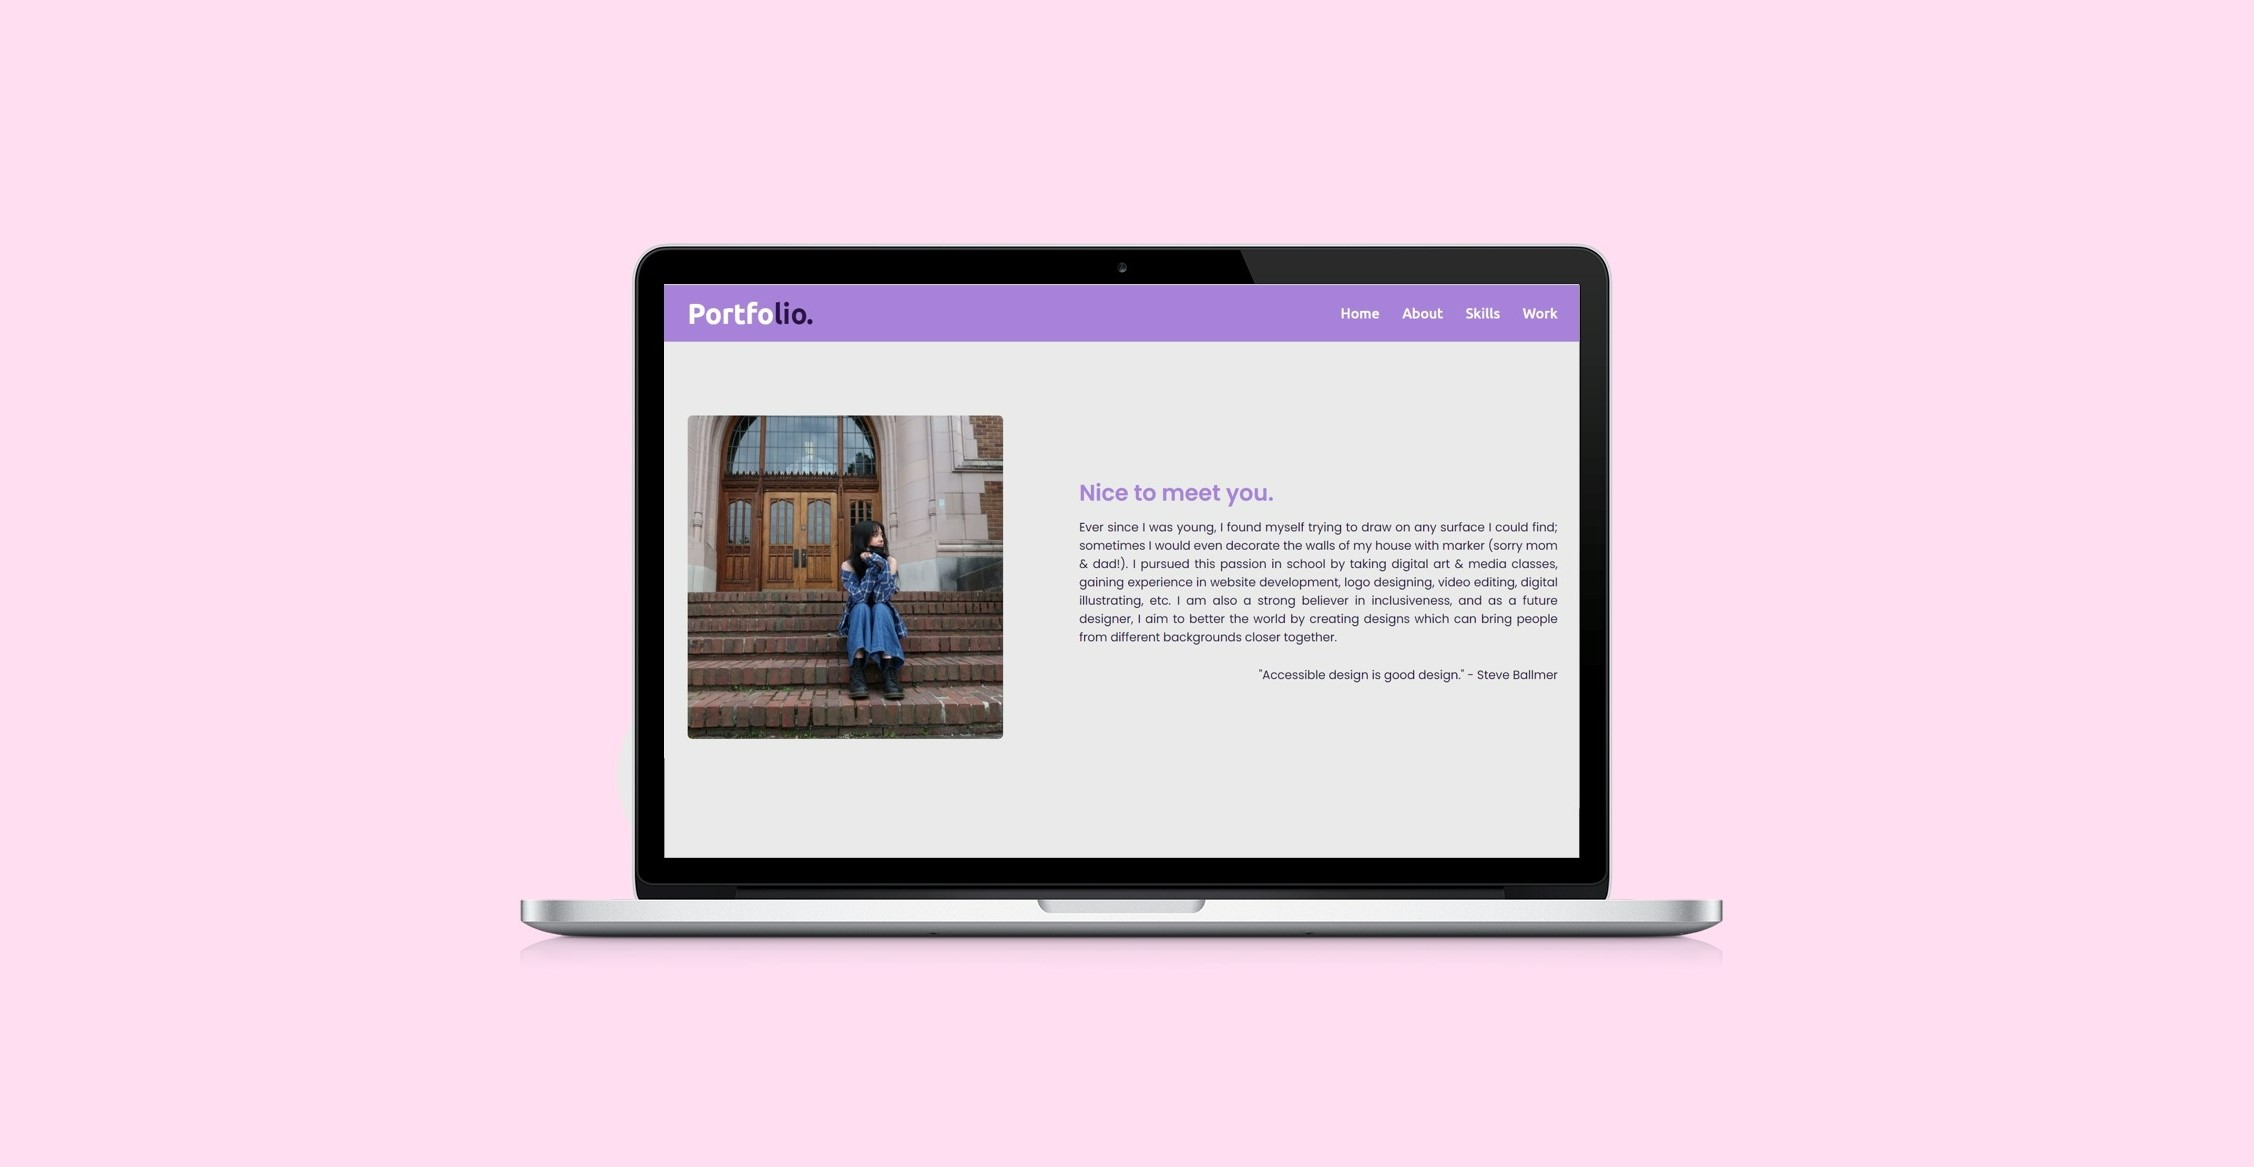 Portfolio.
Home About Skills Work
Nice to meet you.
Ever since I was young, I found myself trying to draw on any surface I could find;
sometimes I would even decorate the walls of my house with marker (sorry mom
& dad!). I pursued this passion in school by taking digital art & media classes,
gaining experience in website development, logo designing, video editing, digital
illustrating, etc. I am also a strong believer in inclusiveness, and as a future
designer, I aim to better the world by creating designs which can bring people
from different backgrounds closer together.
"Accessible design is good design." - Steve Ballmer